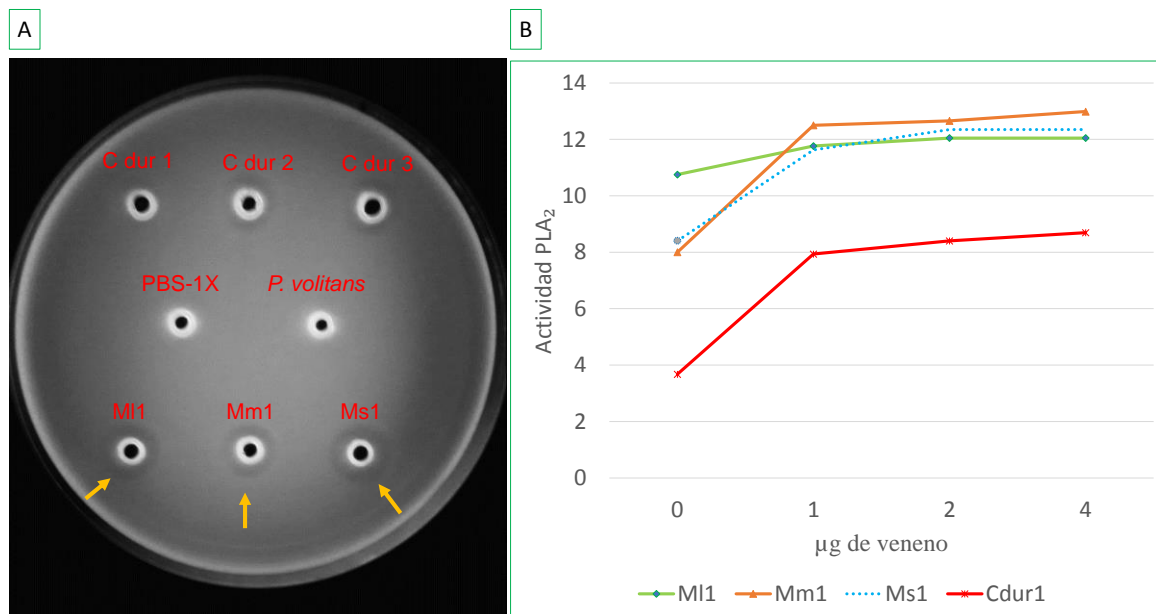 A
C dur 1 C dur 2 C dur 3
PBS-1X P. volitans
Ml1 Mm1 Ms1
B
14
12
10
8
6
4
2
0
Actividad PLA₂
0 1 2 4
µg de veneno
Ml1 Mm1 Ms1 Cdur1